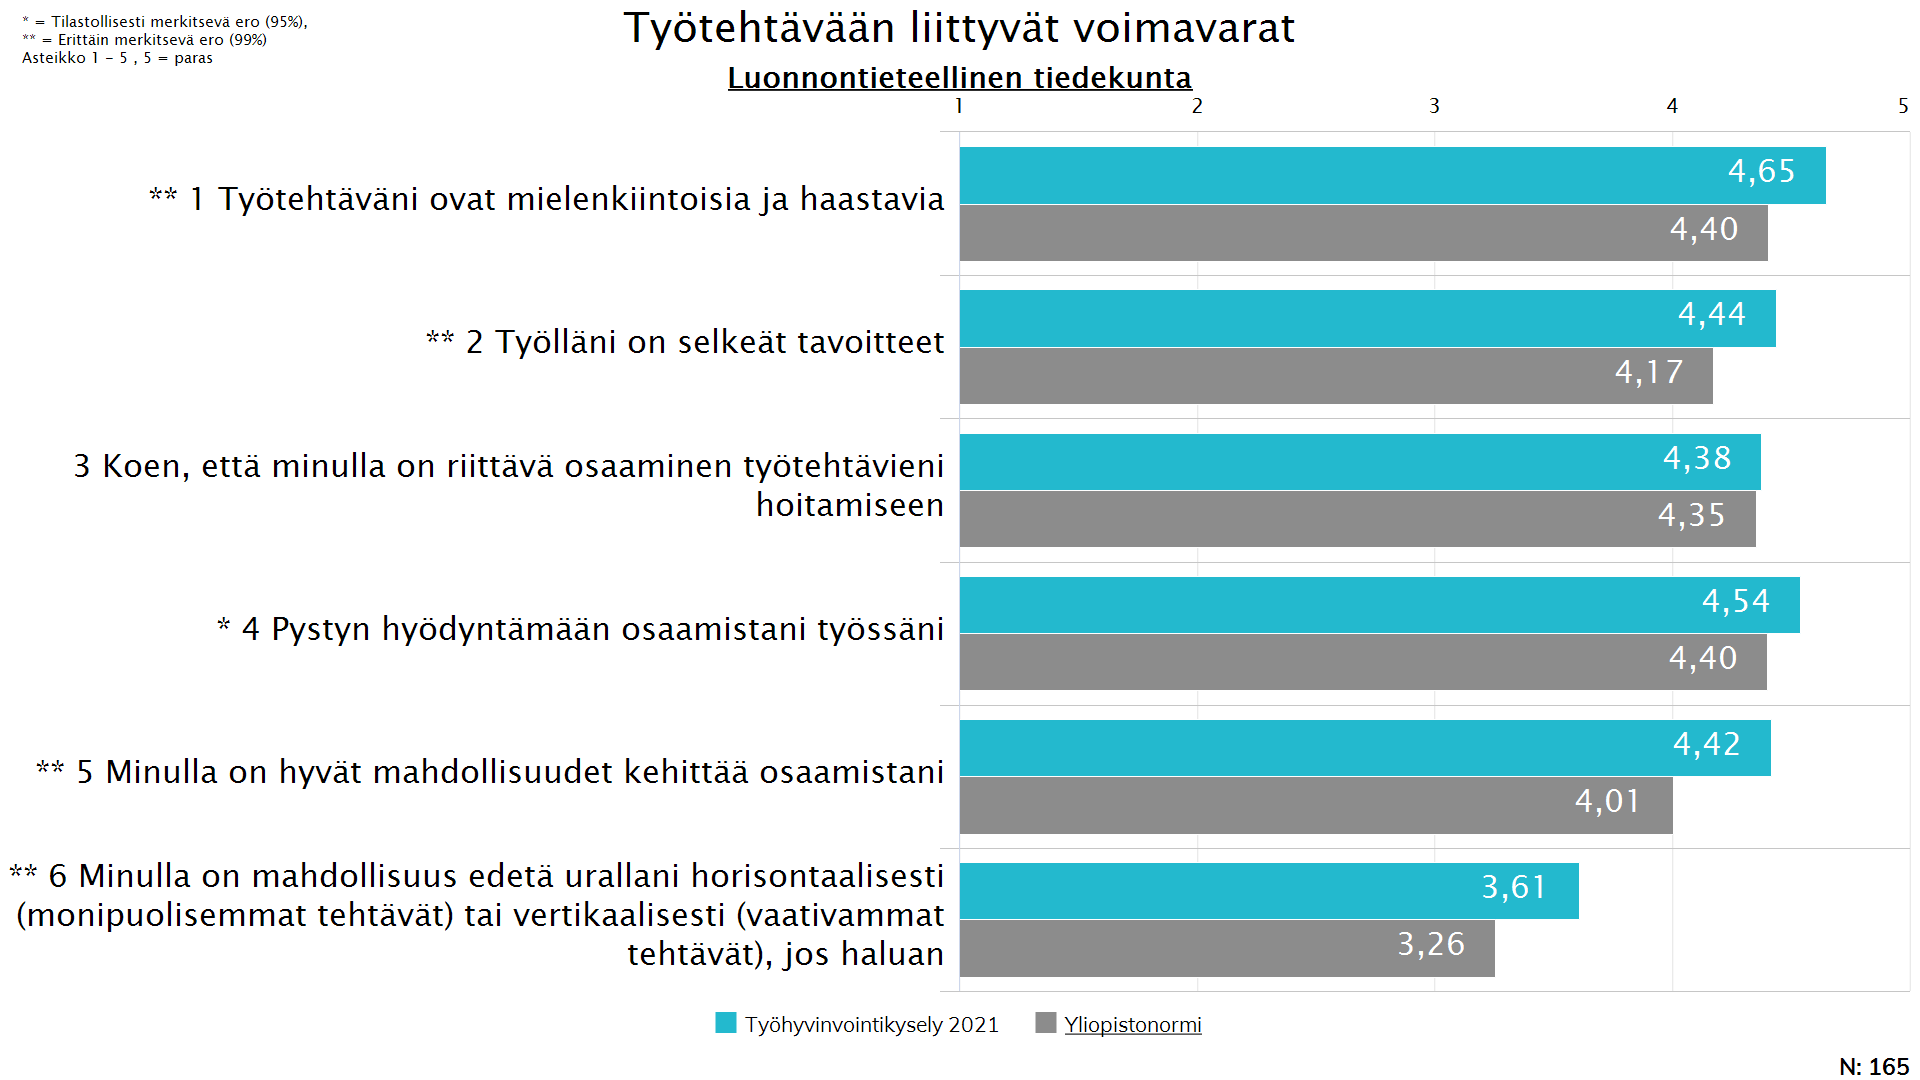 * = Tilastollisesti merkitsevä ero (95%),
** = Erittäin merkitsevä ero (99%)
Asteikko 1 - 5 , 5 = paras
Työtehtävään liittyvät voimavarat
Luonnontieteellinen tiedekunta
1 2 3 4 5
** 1 Työtehtäväni ovat mielenkiintoisia ja haastavia
4,65
4,40
** 2 Työlläni on selkeät tavoitteet
4,44
4,17
3 Koen, että minulla on riittävä osaaminen työtehtävieni
hoitamiseen
4,38
4,35
* 4 Pystyn hyödyntämään osaamistani työssäni
4,54
4,40
** 5 Minulla on hyvät mahdollisuudet kehittää osaamistani
4,42
4,01
** 6 Minulla on mahdollisuus edetä urallani horisontaalisesti
(monipuolisemmat tehtävät) tai vertikaalisesti (vaativammat
tehtävät), jos haluan
3,61
3,26
Työhyvinvointikysely 2021 Yliopistonormi
N: 165